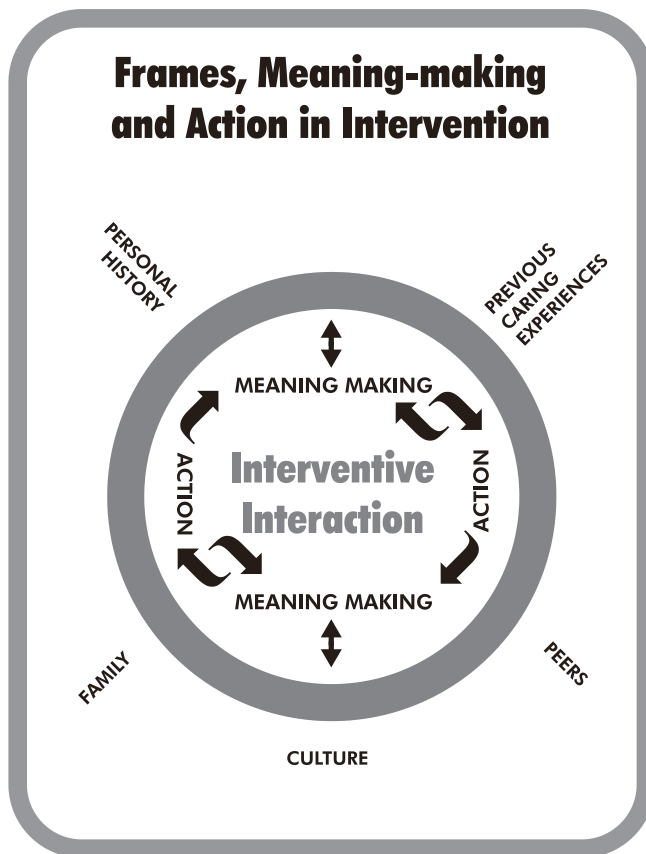 Frames, Meaning-making
and Action in Intervention
PERSONAL
HISTORY
PREVIOUS
CARING
EXPERIENCES
MEANING MAKING
ACTION
Interventive
Interaction
ACTION
MEANING MAKING
FAMILY
PEERS
CULTURE